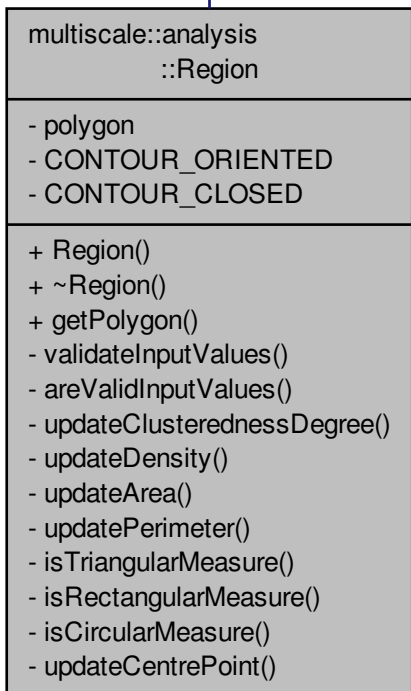 multiscale::analysis
::Region
- polygon
- CONTOUR_ORIENTED
- CONTOUR_CLOSED
+ Region()
+ ~Region()
+ getPolygon()
- validateInputValues()
- areValidInputValues()
- updateClusterednessDegree()
- updateDensity()
- updateArea()
- updatePerimeter()
- isTriangularMeasure()
- isRectangularMeasure()
- isCircularMeasure()
- updateCentrePoint()